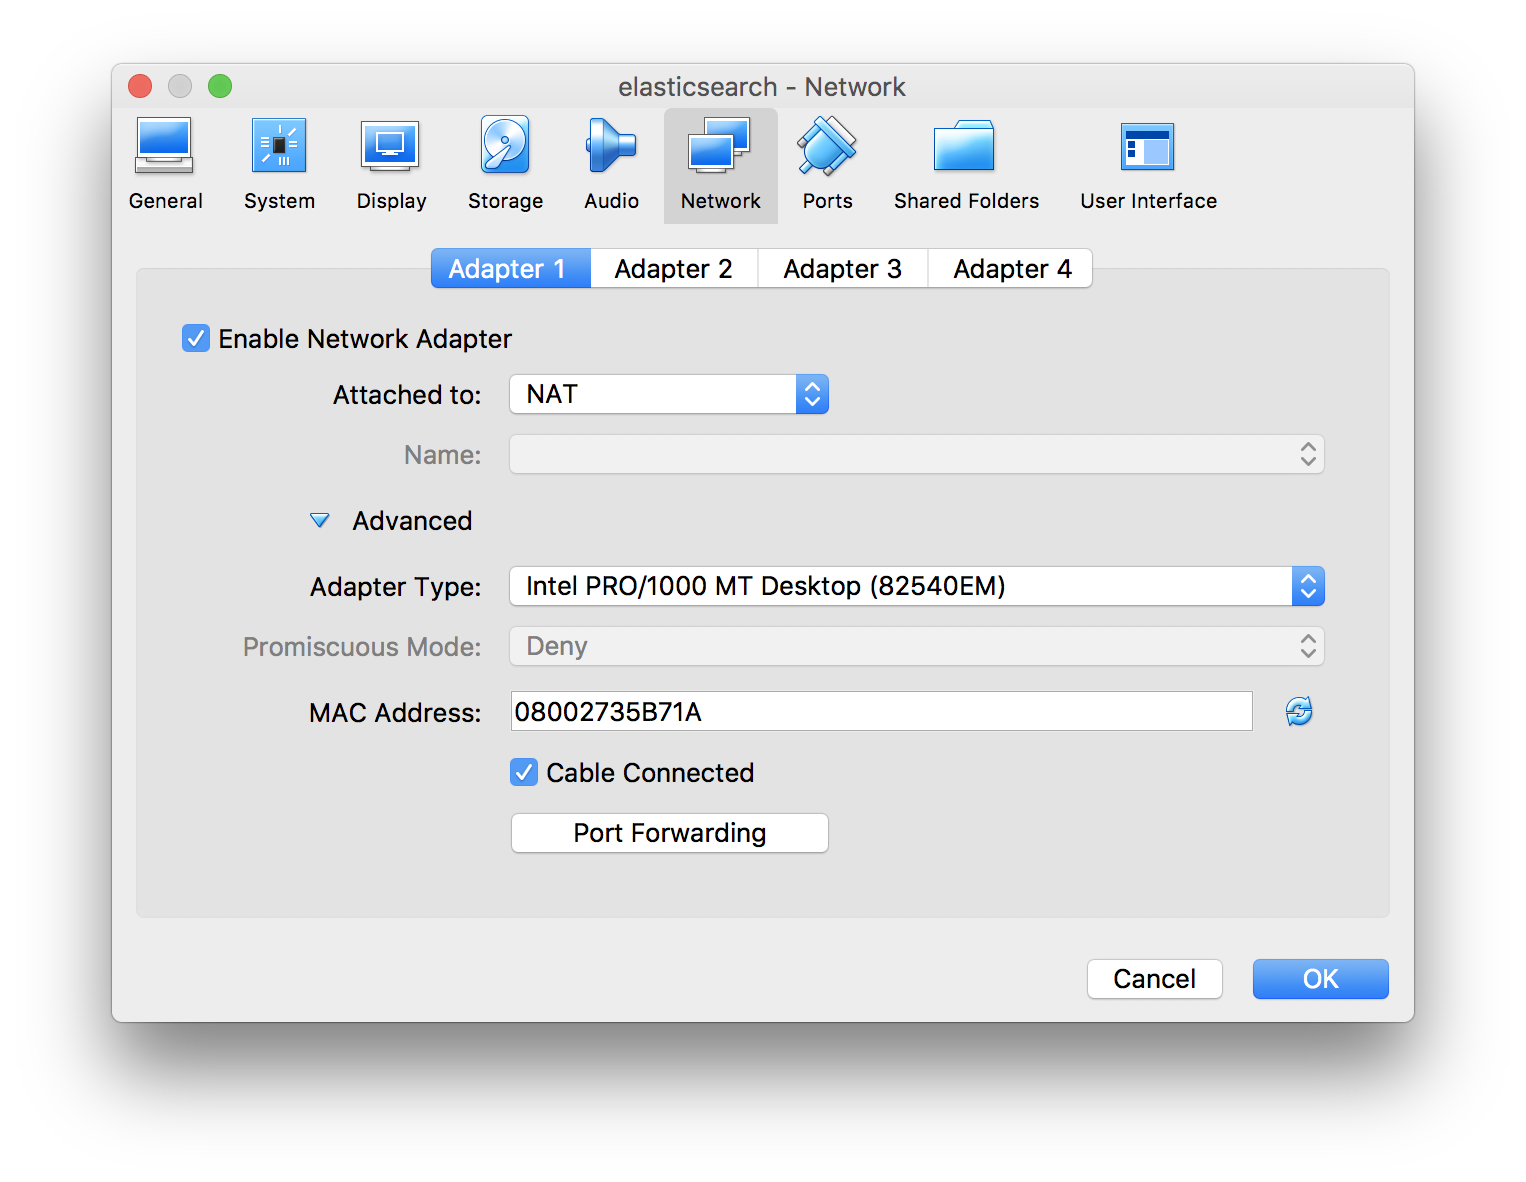 elasticsearch - Network
General System Display Storage Audio Network Ports Shared Folders User Interface
Adapter 1 Adapter 2 Adapter 3 Adapter 4
Enable Network Adapter
Attached to: NAT
Name:
Advanced
Adapter Type: Intel PRO/1000 MT Desktop (82540EM)
Promiscuous Mode: Deny
MAC Address: 08002735B71A
Cable Connected
Port Forwarding
Cancel OK